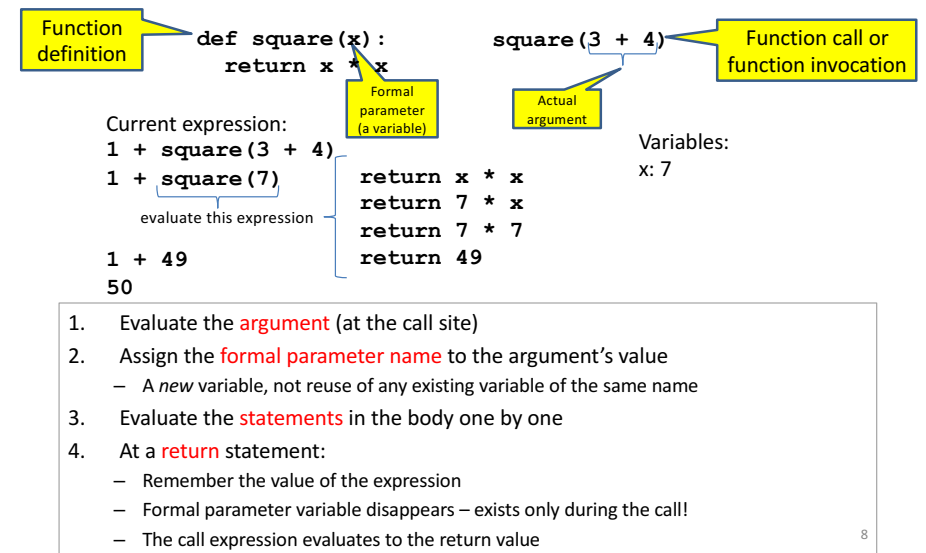 Function
definition
def square(x):
return x * x
Formal
parameter
(a variable)
square(3 + 4)
Actual
argument
Function call or
function invocation
Current expression:
1 + square(3 + 4)
1 + square(7)
evaluate this expression
return x * x
return 7 * x
return 7 * 7
return 49
1 + 49
50
Variables:
x: 7
1. Evaluate the argument (at the call site)
2. Assign the formal parameter name to the argument’s value
– A new variable, not reuse of any existing variable of the same name
3. Evaluate the statements in the body one by one
4. At a return statement:
– Remember the value of the expression
– Formal parameter variable disappears – exists only during the call!
– The call expression evaluates to the return value
8